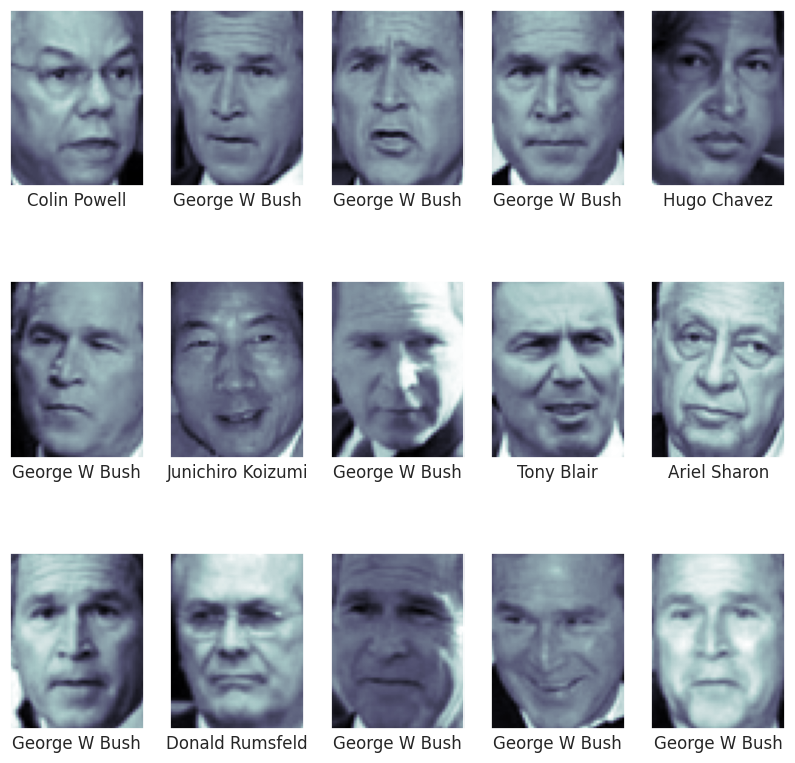 Colin Powell
George W Bush
George W Bush
George W Bush
Hugo Chavez
George W Bush
Junichiro Koizumi
George W Bush
Tony Blair
Ariel Sharon
George W Bush
Donald Rumsfeld
George W Bush
George W Bush
George W Bush